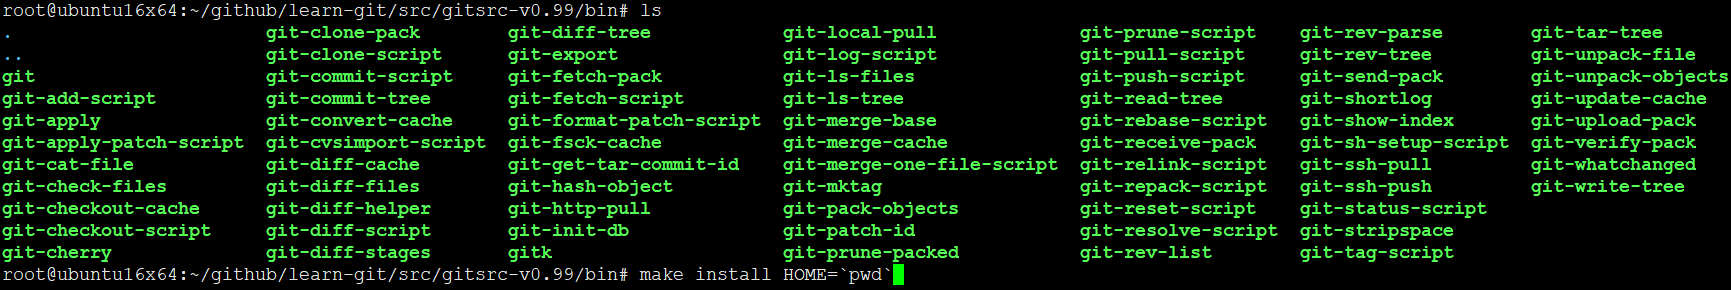 root@ubuntu16x64:~/github/learn-git/src/gitsrc-v0.99/bin# ls
. git-clone-pack git-diff-tree git-local-pull git-prune-script git-rev-parse git-tar-tree
.. git-clone-script git-export git-log-script git-pull-script git-rev-tree git-unpack-file
git git-commit-script git-fetch-pack git-ls-files git-push-script git-send-pack git-unpack-objects
git-add-script git-commit-tree git-fetch-script git-ls-tree git-read-tree git-shortlog git-update-cache
git-apply git-convert-cache git-format-patch-script git-merge-base git-rebase-script git-show-index git-upload-pack
git-apply-patch-script git-cvsimport-script git-fsck-cache git-merge-cache git-receive-pack git-sh-setup-script git-verify-pack
git-cat-file git-diff-cache git-get-tar-commit-id git-merge-one-file-script git-relink-script git-ssh-pull git-whatchanged
git-check-files git-diff-files git-hash-object git-mktag git-repack-script git-ssh-push git-write-tree
git-checkout-cache git-diff-helper git-http-pull git-pack-objects git-reset-script git-status-script
git-checkout-script git-diff-script git-init-db git-patch-id git-resolve-script git-stripspace
git-cherry git-diff-stages gitk git-prune-packed git-rev-list git-tag-script
root@ubuntu16x64:~/github/learn-git/src/gitsrc-v0.99/bin# make install HOME=`pwd`